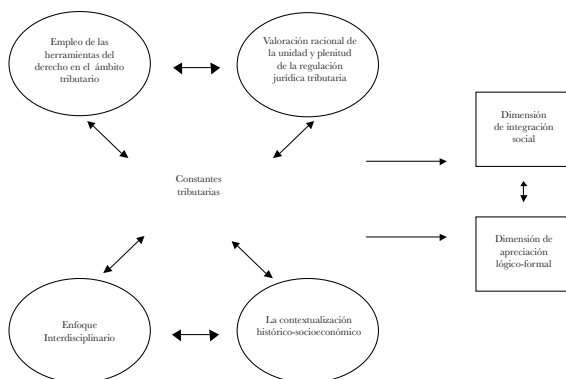 Empleo de las
herramientas del
derecho en el ámbito
tributario
Valoración racional de
la unidad y plenitud
de la regulación
jurídica tributaria
Dimensión
de integración
social
Constantes
tributarias
Dimensión de
apreciación
lógico-formal
Enfoque
Interdisciplinario
La contextualización
histórico-socioeconómico